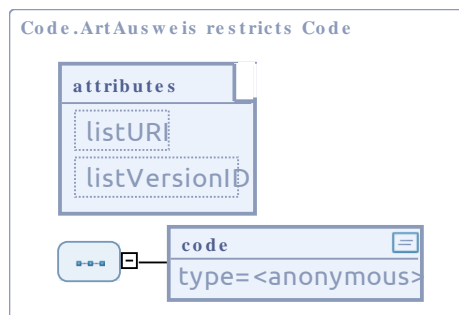 Code.ArtAusweis restricts Code
attributes
listURI
listVersionID
code
type=<anonymous>